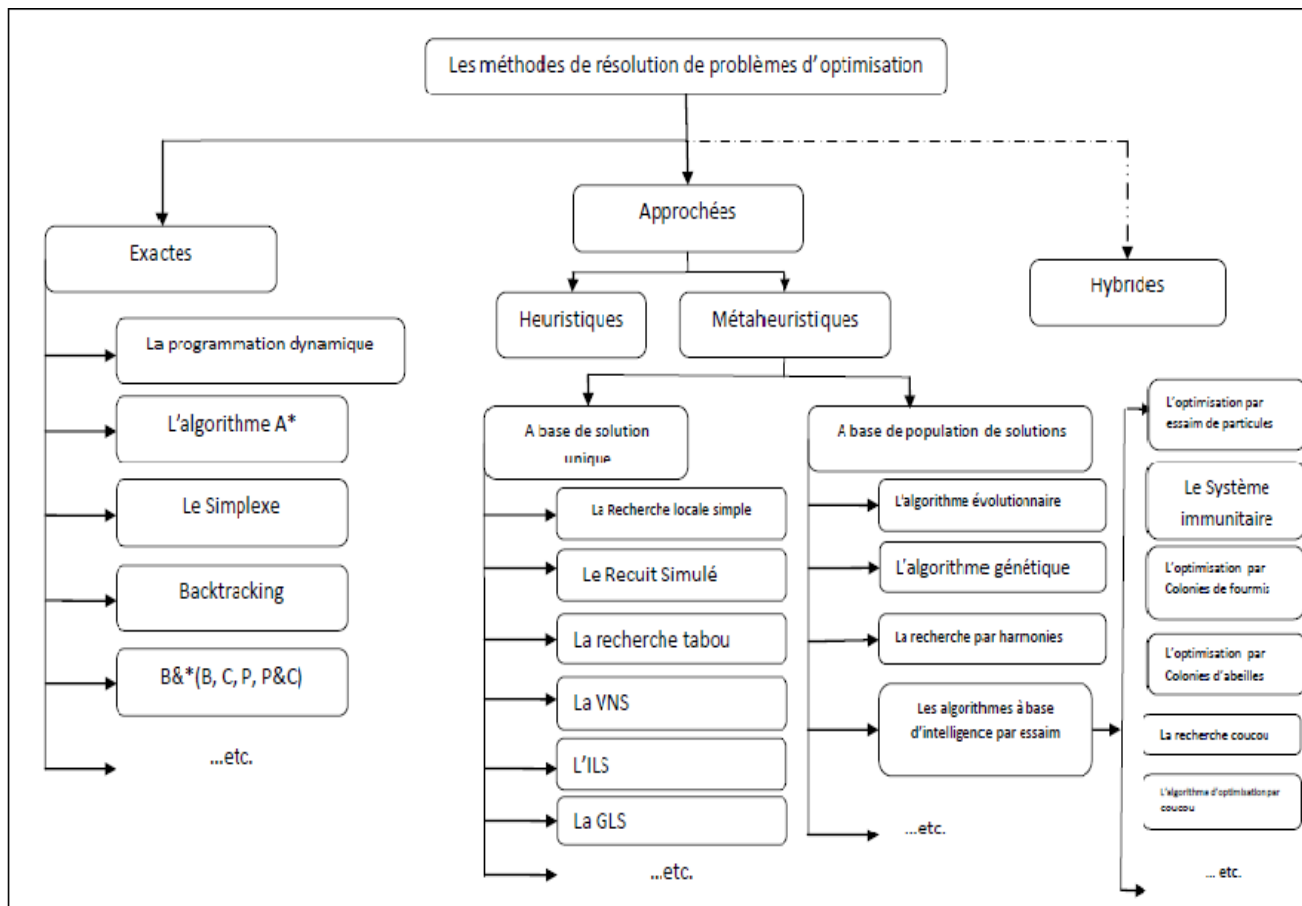 Les méthodes de résolution de problèmes d'optimisation
Exactes
La programmation dynamique
L'algorithme A*
Le Simplexe
Backtracking
B&*(B, C, P, P&C)
...etc.
Approchées
Heuristiques
Métaheuristiques
A base de solution
unique
La Recherche locale simple
Le Recuit Simulé
La recherche tabou
La VNS
L'ILS
La GLS
...etc.
A base de population de solutions
L'algorithme évolutionnaire
L'algorithme génétique
La recherche par harmonies
Les algorithmes à base
d'intelligence par essaim
...etc.
L'optimisation par
essaim de particules
Le Système
immunitaire
L'optimisation par
Colonies de fourmis
L'optimisation par
Colonies d'abeilles
La recherche coucou
L'algorithme d'optimisation par
coucou
... etc.
Hybrides